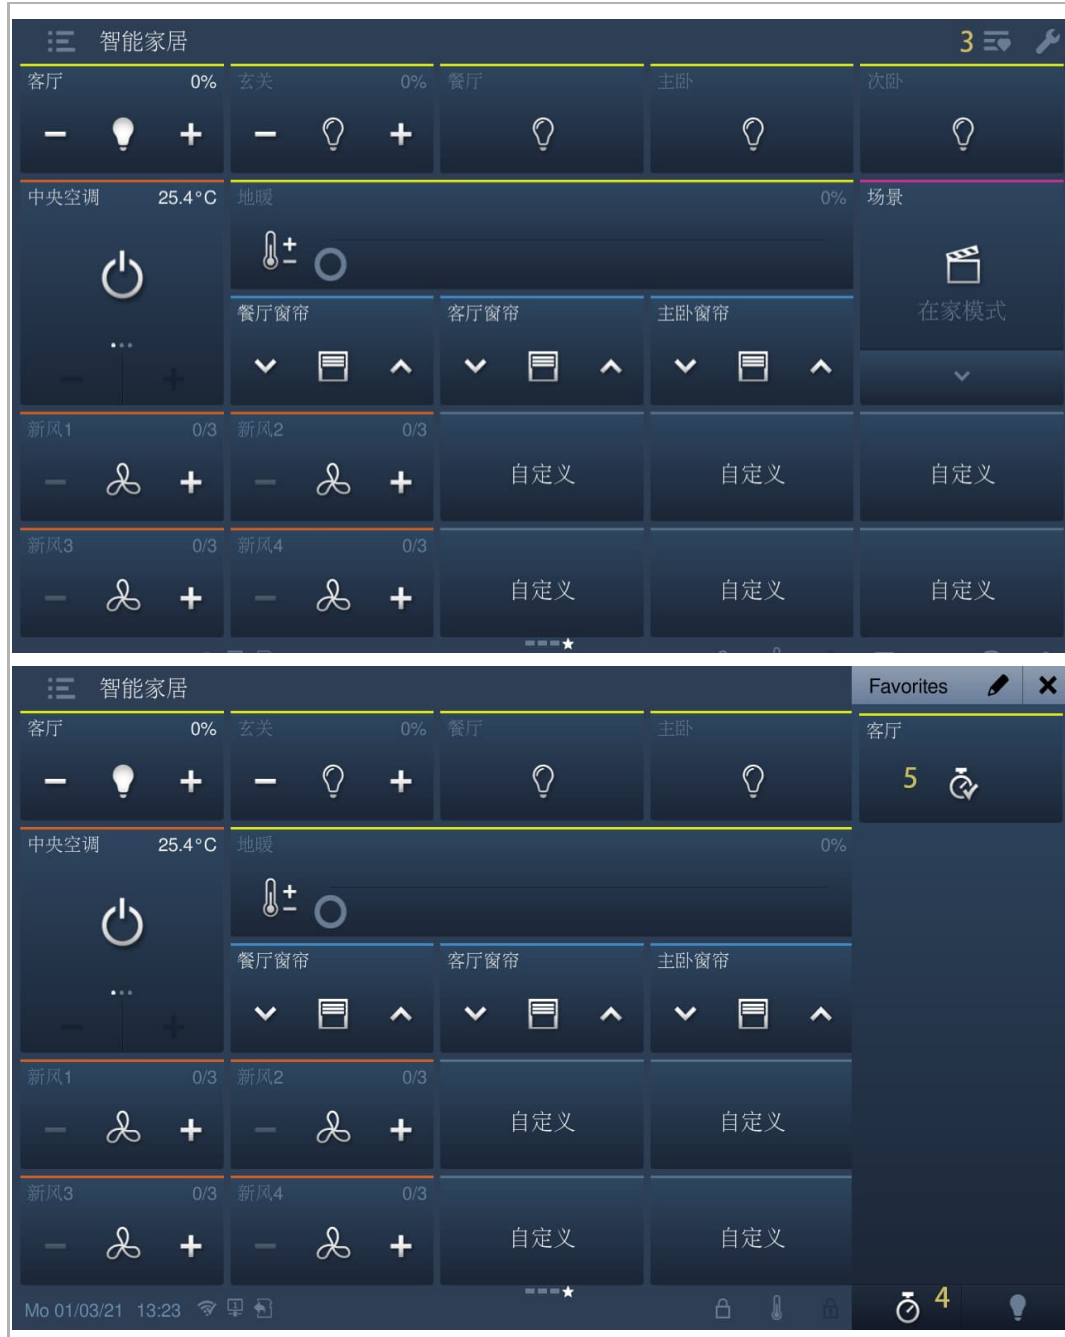 智能家居 3
客厅 0% 玄关 0% 餐厅 主卧 次卧
中央空调 25.4°C 地暖 0% 场景
在家模式
餐厅窗帘 客厅窗帘 主卧窗帘
新风1 0/3 新风2 0/3
自定义 自定义 自定义
新风3 0/3 新风4 0/3
自定义 自定义 自定义
智能家居 Favorites
客厅 0% 玄关 0% 餐厅 主卧 客厅
5
中央空调 25.4°C 地暖 0%
餐厅窗帘 客厅窗帘 主卧窗帘
新风1 0/3 新风2 0/3
自定义 自定义
新风3 0/3 新风4 0/3
自定义 自定义
Mo 01/03/21 13:23 4